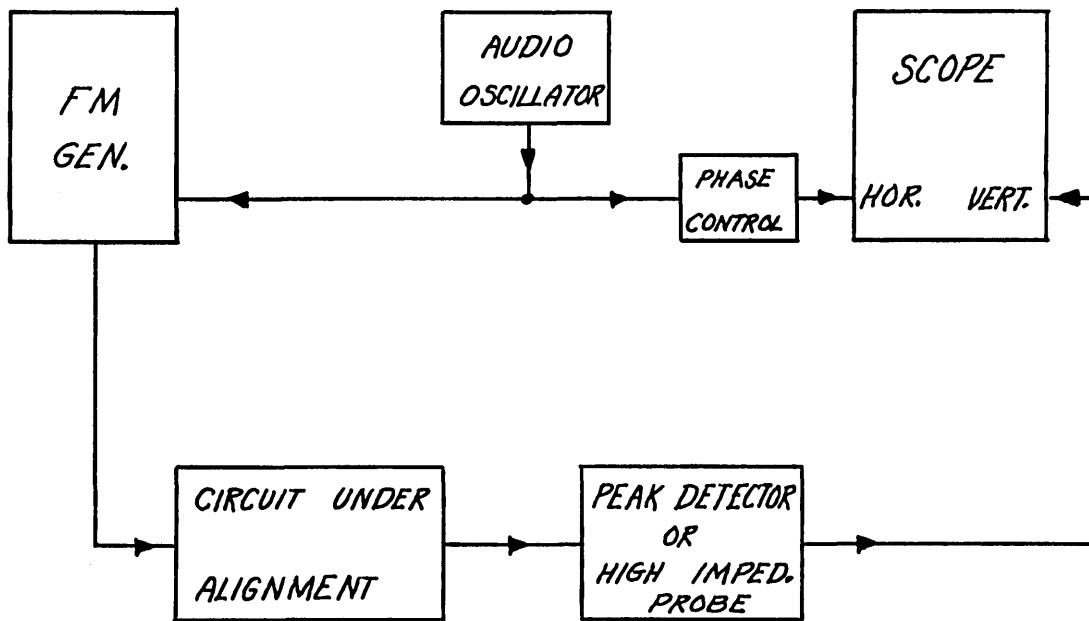 FM
GEN.
AUDIO
OSCILLATOR
PHASE
CONTROL
SCOPE
HOR. VERT.
CIRCUIT UNDER
ALIGNMENT
PEAK DETECTOR
OR
HIGH IMPED.
PROBE